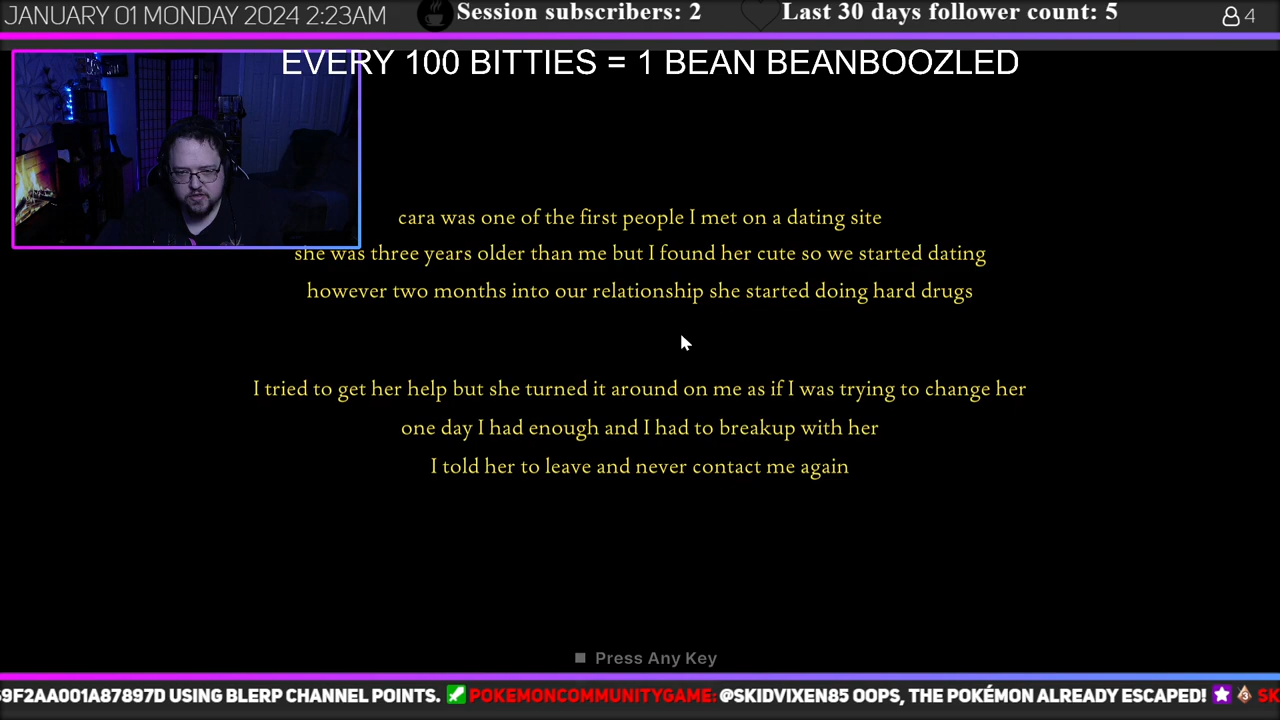 JANUARY 01 MONDAY 2024 2:23AM
Session subscribers: 2
Last 30 days follower count: 5
4
EVERY 100 BITTIES = 1 BEAN BEANBOOZLED
cara was one of the first people I met on a dating site
she was three years older than me but I found her cute so we started dating
however two months into our relationship she started doing hard drugs
I tried to get her help but she turned it around on me as if I was trying to change her
one day I had enough and I had to breakup with her
I told her to leave and never contact me again
Press Any Key
69F2AA001A87897D USING BLERP CHANNEL POINTS. POKEMONCOMMUNITYGAME: @SKIDVIXEN85 OOPS, THE POKÉMON ALREADY ESCAPED! 3 SK